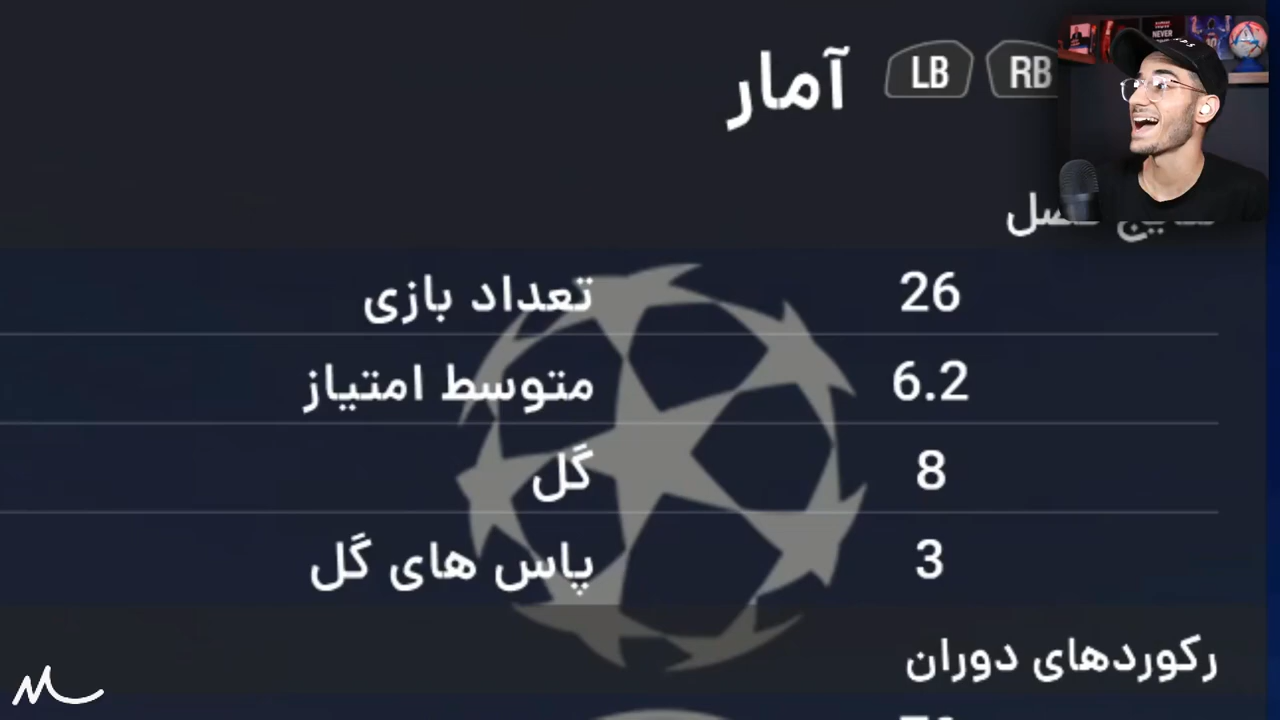 آمار LB RB
تعداد بازی 26
متوسط امتیاز 6.2
گل 8
پاس های گل 3
رکوردهای دوران